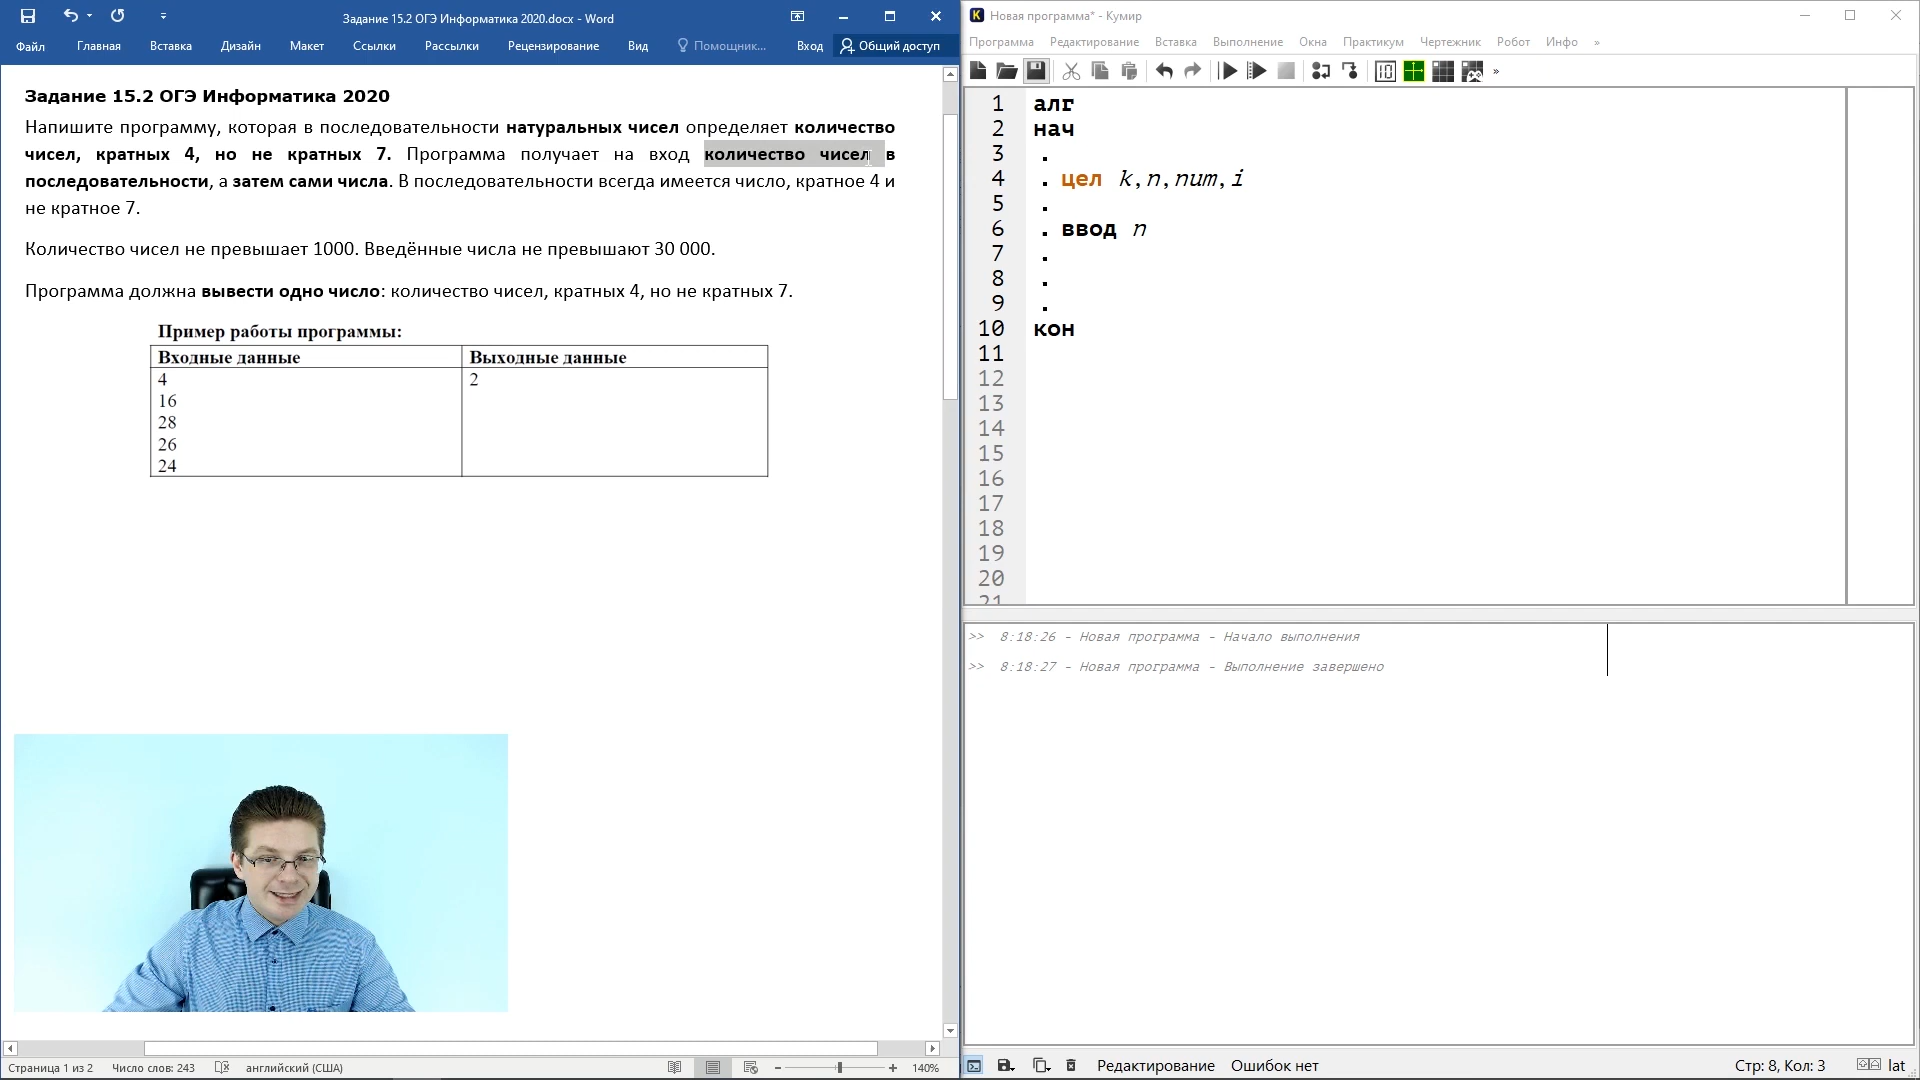 Задание 15.2 ОГЭ Информатика 2020.docx - Word
Файл Главная Вставка Дизайн Макет Ссылки Рассылки Рецензирование Вид Помощник... Вход Общий доступ
Задание 15.2 ОГЭ Информатика 2020
Напишите программу, которая в последовательности натуральных чисел определяет количество
чисел, кратных 4, но не кратных 7. Программа получает на вход количество чисел в
последовательности, а затем сами числа. В последовательности всегда имеется число, кратное 4 и
не кратное 7.
Количество чисел не превышает 1000. Введённые числа не превышают 30 000.
Программа должна вывести одно число: количество чисел, кратных 4, но не кратных 7.
Пример работы программы:
Входные данные Выходные данные
4 2
16
28
26
24
Страница 1 из 2 Число слов: 243 английский (США) 140%
Новая программа* - Кумир
Программа Редактирование Вставка Выполнение Окна Практикум Чертежник Робот Инфо »
1 алг
2 нач
3 .
4 . цел k,n,num,i
5 .
6 . ввод n
7 .
8 .
9 .
10 кон
11
12
13
14
15
16
17
18
19
20
21
>> 8:18:26 - Новая программа - Начало выполнения
>> 8:18:27 - Новая программа - Выполнение завершено
Редактирование Ошибок нет Стр: 8, Кол: 3 lat